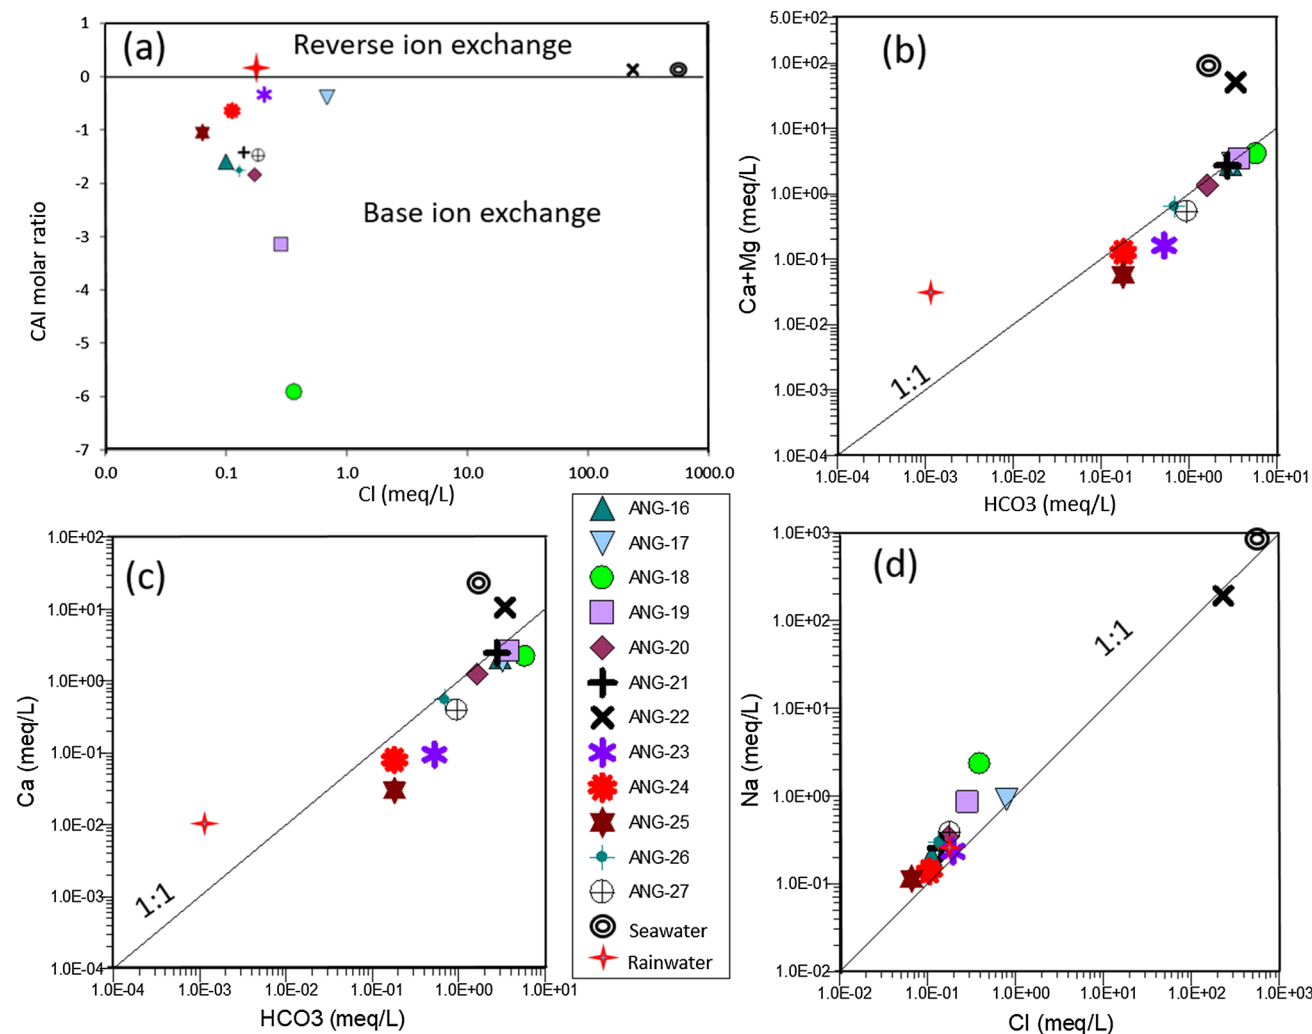 (a)
Reverse ion exchange
Base ion exchange
1
0
-1
-2
-3
-4
-5
-6
-7
CAI molar ratio
0.0
0.1
1.0
10.0
100.0
1000.0
Cl (meq/L)
(b)
5.0E+02
1.0E+02
1.0E+01
1.0E+00
1.0E-01
1.0E-02
1.0E-03
1.0E-04
Ca+Mg (meq/L)
1:1
1.0E-04
1.0E-03
1.0E-02
1.0E-01
1.0E+00
1.0E+01
HCO3 (meq/L)
(c)
1.0E+02
1.0E+01
1.0E+00
1.0E-01
1.0E-02
1.0E-03
1.0E-04
Ca (meq/L)
1:1
1.0E-04
1.0E-03
1.0E-02
1.0E-01
1.0E+00
1.0E+01
HCO3 (meq/L)
ANG-16
ANG-17
ANG-18
ANG-19
ANG-20
ANG-21
ANG-22
ANG-23
ANG-24
ANG-25
ANG-26
ANG-27
Seawater
Rainwater
(d)
1.0E+03
1.0E+02
1.0E+01
1.0E+00
1.0E-01
1.0E-02
Na (meq/L)
1:1
1.0E-02
1.0E-01
1.0E+00
1.0E+01
1.0E+02
1.0E+03
Cl (meq/L)